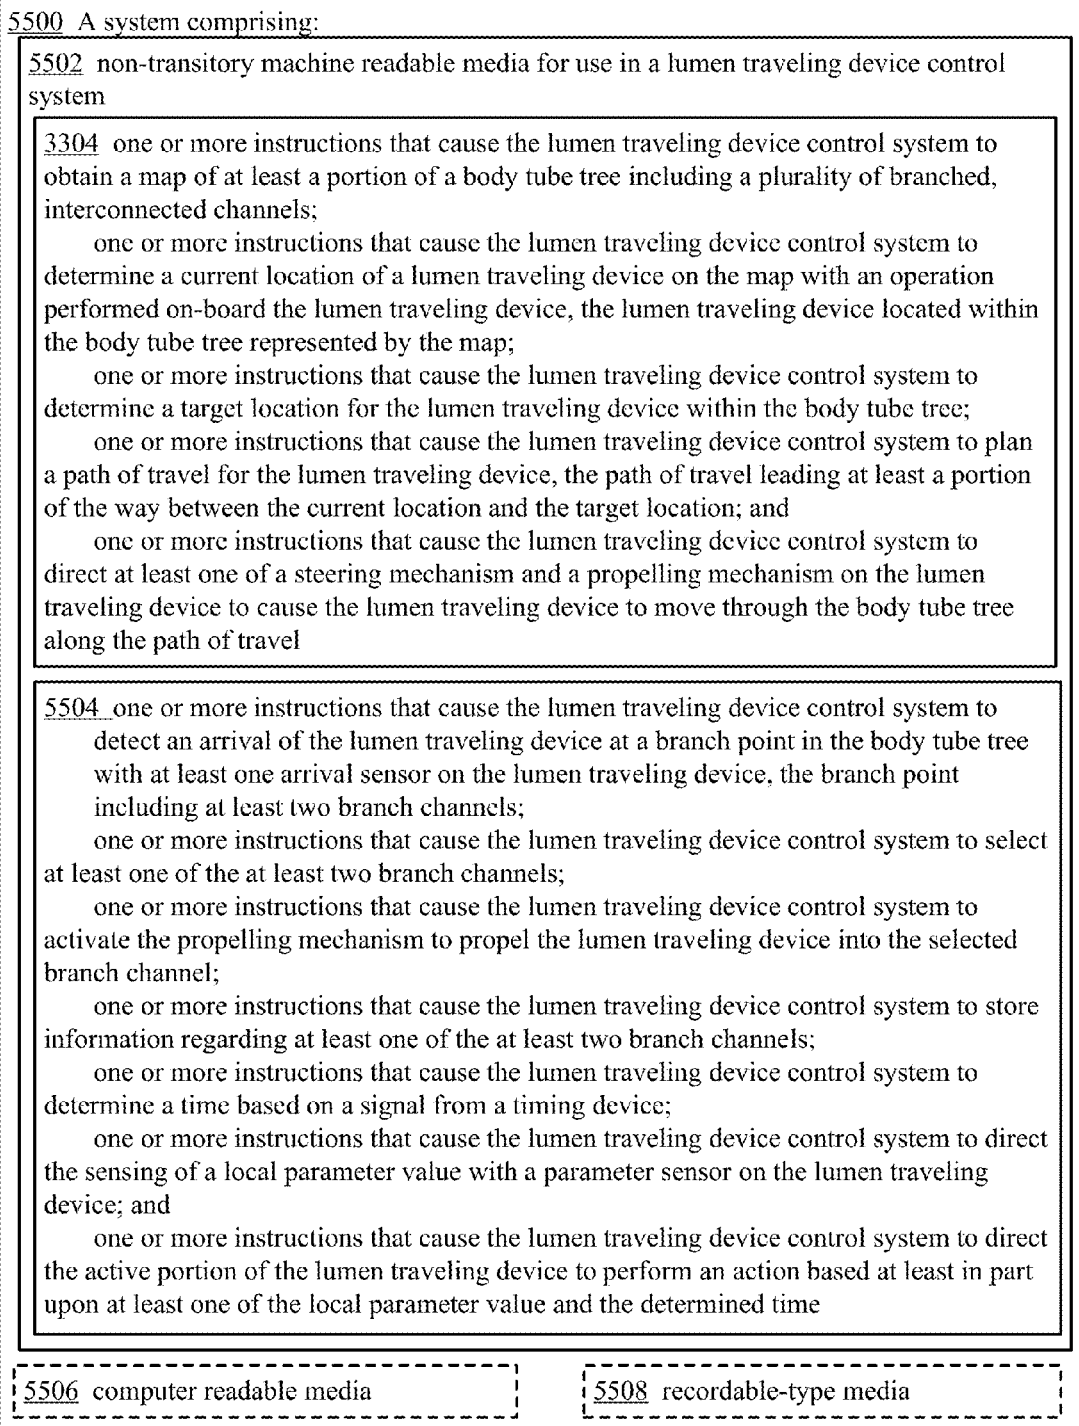 5500 A system comprising:
5502 non-transitory machine readable media for use in a lumen traveling device control
system
3304 one or more instructions that cause the lumen traveling device control system to
obtain a map of at least a portion of a body tube tree including a plurality of branched,
interconnected channels;
one or more instructions that cause the lumen traveling device control system to
determine a current location of a lumen traveling device on the map with an operation
performed on-board the lumen traveling device, the lumen traveling device located within
the body tube tree represented by the map;
one or more instructions that cause the lumen traveling device control system to
determine a target location for the lumen traveling device within the body tube tree;
one or more instructions that cause the lumen traveling device control system to plan
a path of travel for the lumen traveling device, the path of travel leading at least a portion
of the way between the current location and the target location; and
one or more instructions that cause the lumen traveling device control system to
direct at least one of a steering mechanism and a propelling mechanism on the lumen
traveling device to cause the lumen traveling device to move through the body tube tree
along the path of travel
5504 one or more instructions that cause the lumen traveling device control system to
detect an arrival of the lumen traveling device at a branch point in the body tube tree
with at least one arrival sensor on the lumen traveling device, the branch point
including at least two branch channels;
one or more instructions that cause the lumen traveling device control system to select
at least one of the at least two branch channels;
one or more instructions that cause the lumen traveling device control system to
activate the propelling mechanism to propel the lumen traveling device into the selected
branch channel;
one or more instructions that cause the lumen traveling device control system to store
information regarding at least one of the at least two branch channels;
one or more instructions that cause the lumen traveling device control system to
determine a time based on a signal from a timing device;
one or more instructions that cause the lumen traveling device control system to direct
the sensing of a local parameter value with a parameter sensor on the lumen traveling
device; and
one or more instructions that cause the lumen traveling device control system to direct
the active portion of the lumen traveling device to perform an action based at least in part
upon at least one of the local parameter value and the determined time
5506 computer readable media
5508 recordable-type media